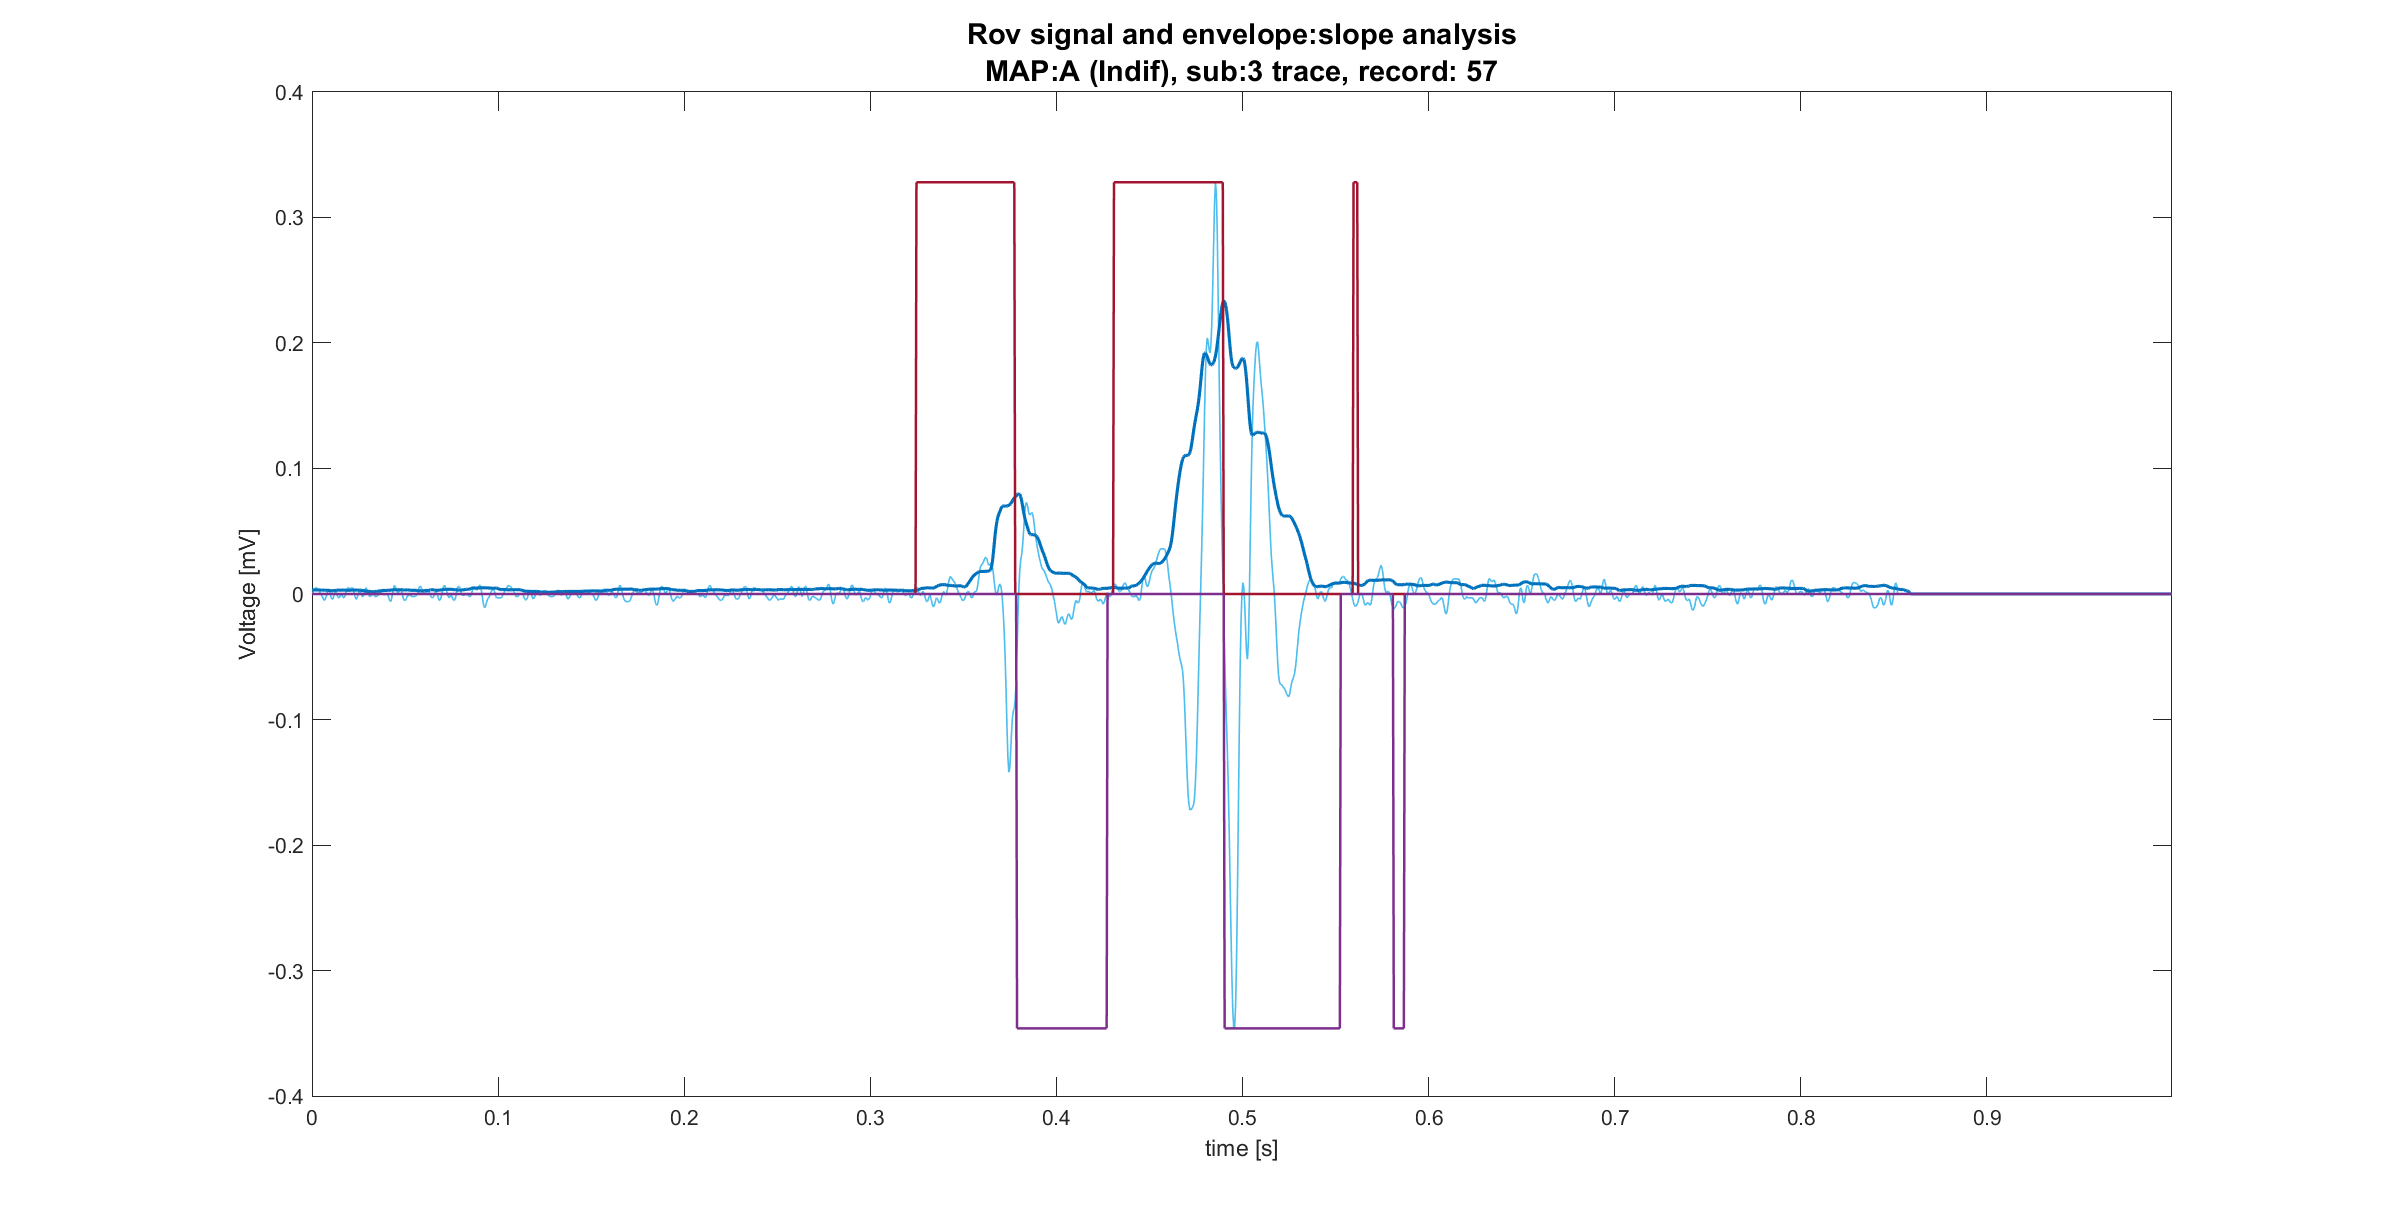 Rov signal and envelope:slope analysis
MAP:A (Indif), sub:3 trace, record: 57
0.4
0.3
0.2
0.1
0
-0.1
-0.2
-0.3
-0.4
Voltage [mV]
0 0.1 0.2 0.3 0.4 0.5 0.6 0.7 0.8 0.9
time [s]